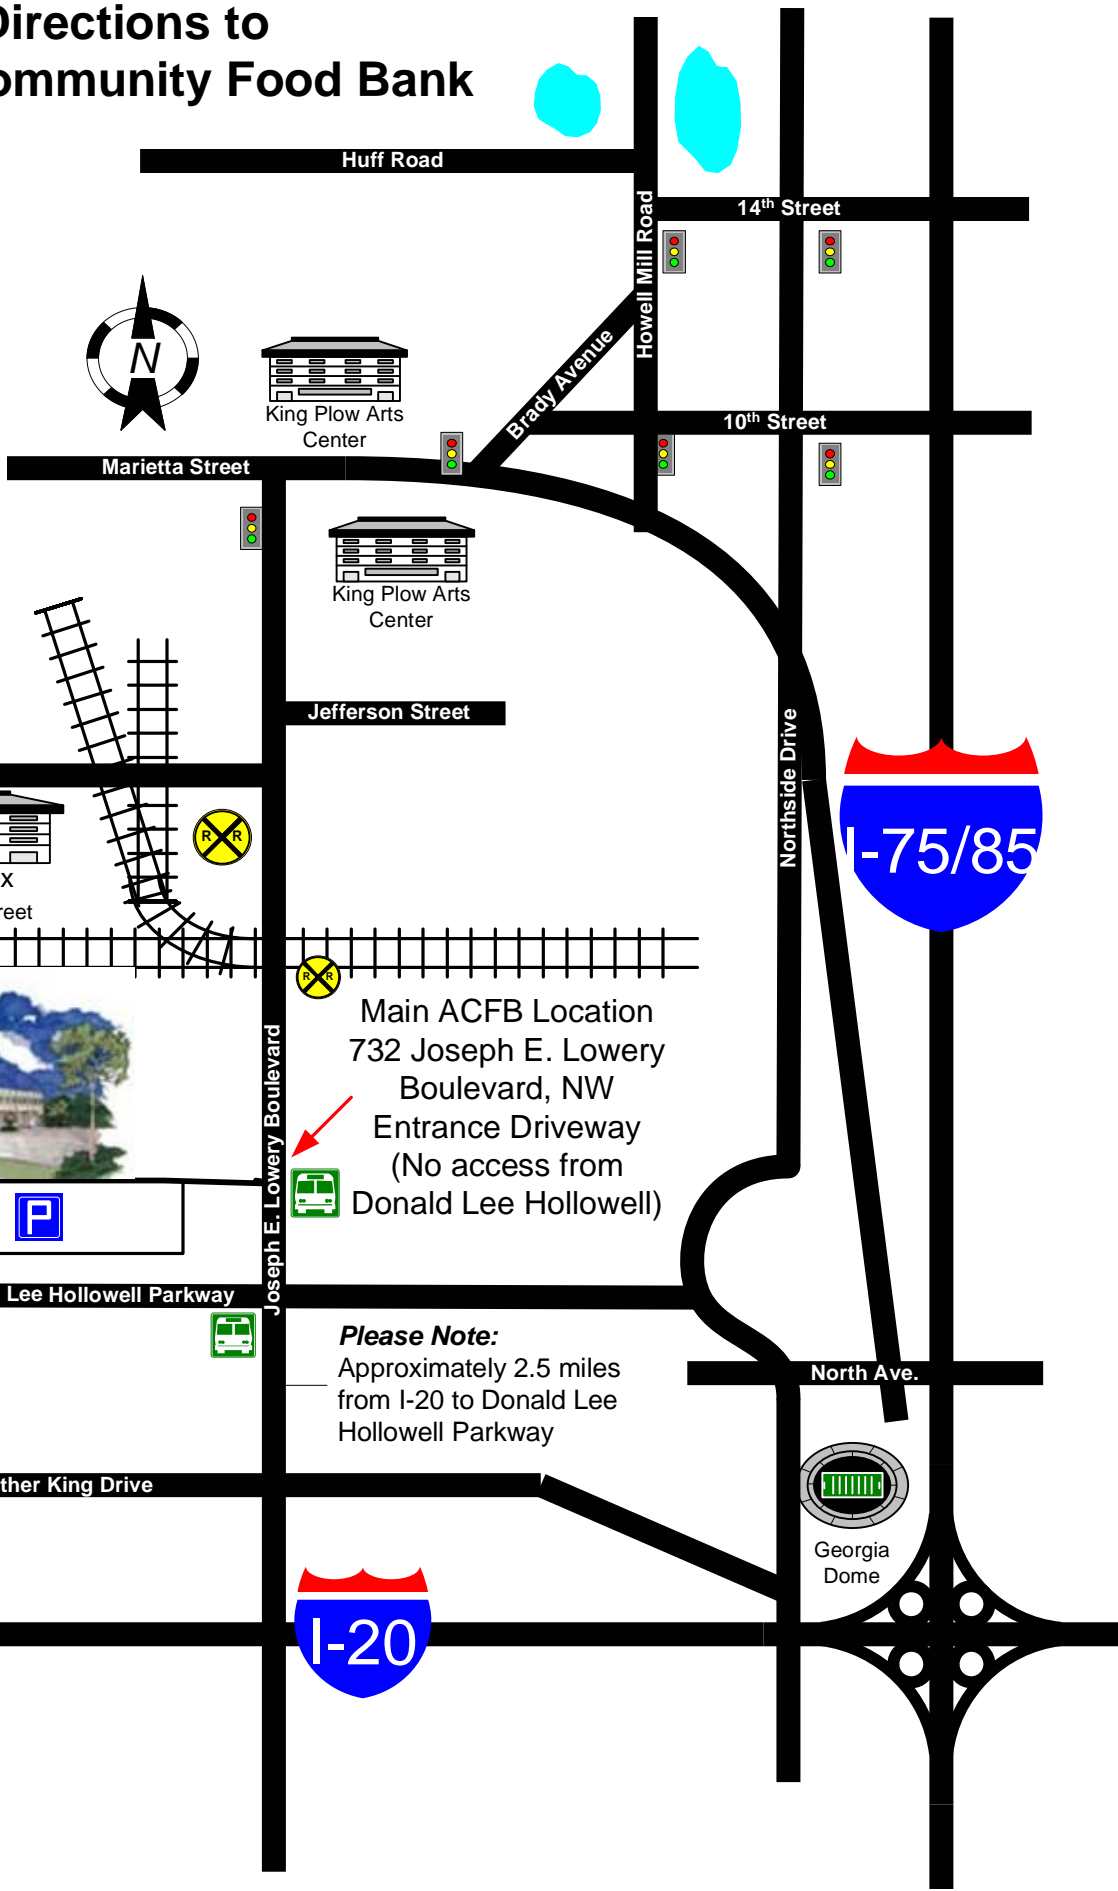 Directions to
ommunity Food Bank
Huff Road
14th Street
Howell Mill Road
N
King Plow Arts
Center
Brady Avenue
10th Street
Marietta Street
King Plow Arts
Center
Jefferson Street
Northside Drive
I-75/85
R R
x
reet
R R
Main ACFB Location
732 Joseph E. Lowery
Boulevard, NW
Entrance Driveway
(No access from
Donald Lee Hollowell)
Joseph E. Lowery Boulevard
P
Lee Hollowell Parkway
Please Note:
Approximately 2.5 miles
from I-20 to Donald Lee
Hollowell Parkway
North Ave.
ther King Drive
Georgia
Dome
I-20